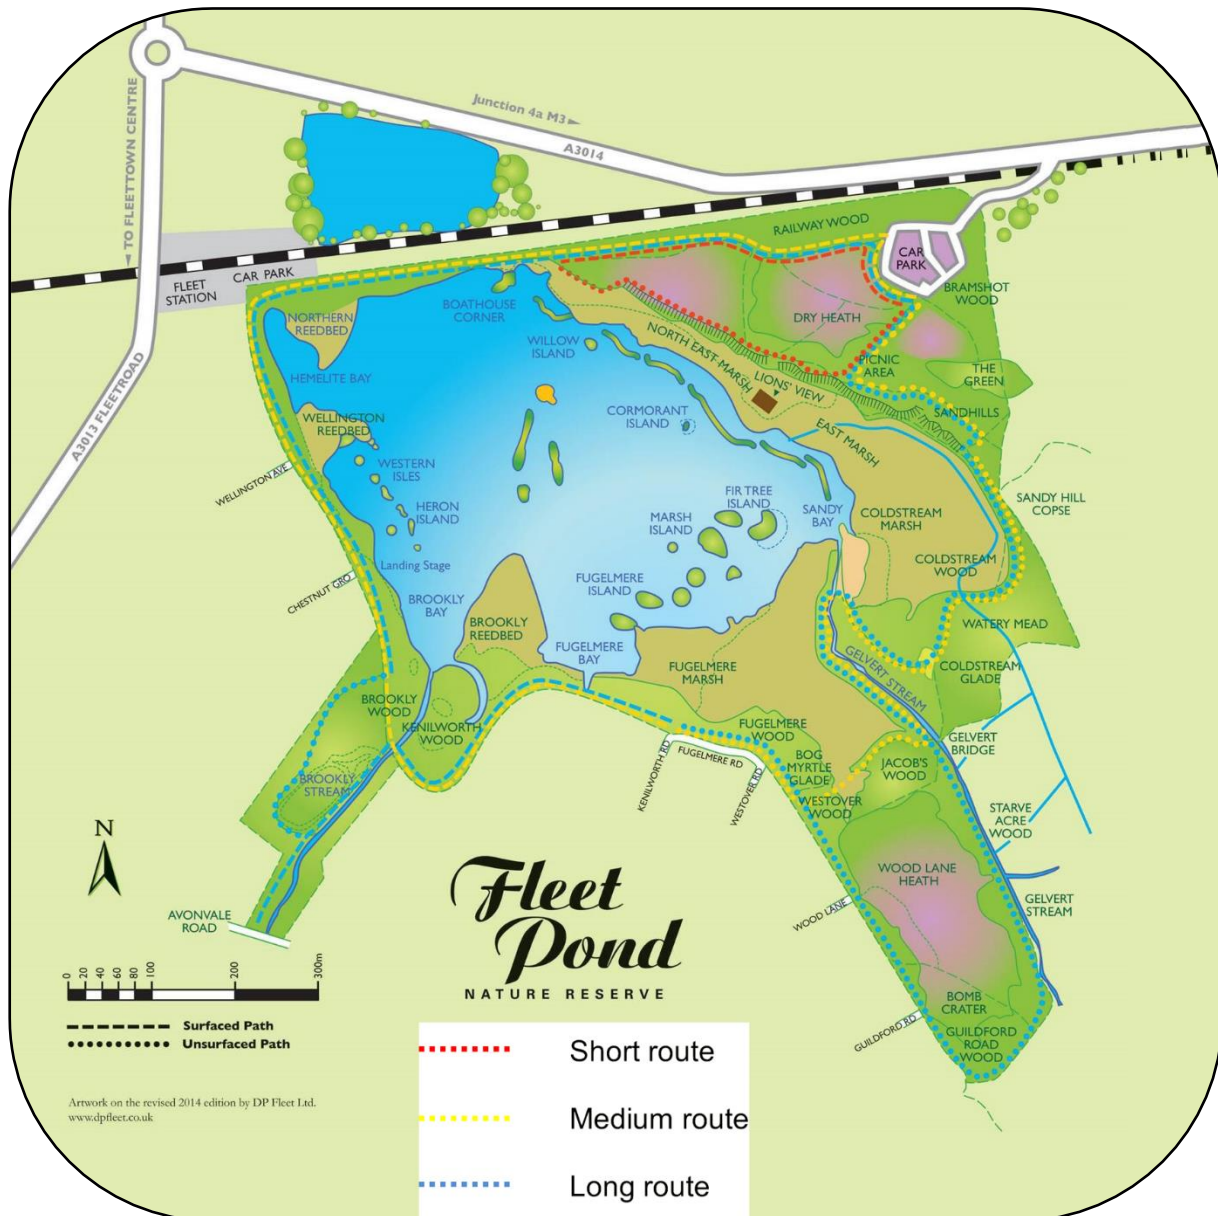 TO FLEETTOWN CENTRE
Junction 4a M3
A3014
FLEET
STATION
CAR PARK
RAILWAY WOOD
CAR
PARK
BRAMSHOT
WOOD
BOATHOUSE
CORNER
NORTHERN
REEDBED
WILLOW
ISLAND
NORTH EAST MARSH
DRY HEATH
PICNIC
AREA
THE
GREEN
HEMELITE BAY
LIONS' VIEW
A3013 FLEETROAD
WELLINGTON
REEDBED
CORMORANT
ISLAND
EAST MARSH
SANDHILLS
WELLINGTON AVE
WESTERN
ISLES
HERON
ISLAND
FIR TREE
ISLAND
MARSH
ISLAND
SANDY
BAY
COLDSTREAM
MARSH
SANDY HILL
COPSE
Landing Stage
CHESTNUT GRO
BROOKLY
BAY
FUGELMERE
ISLAND
COLDSTREAM
WOOD
BROOKLY
REEDBED
WATERY MEAD
FUGELMERE
BAY
FUGELMERE
MARSH
GELVERT STREAM
COLDSTREAM
GLADE
BROOKLY
WOOD
KENILWORTH
WOOD
FUGELMERE
WOOD
GELVERT
BRIDGE
KENILWORTH RD
FUGELMERE RD
WESTOVER RD
BOG
MYRTLE
GLADE
JACOB'S
WOOD
BROOKLY
STREAM
WESTOVER
WOOD
STARVE
ACRE
WOOD
N
WOOD LANE
HEATH
Fleet
Pond
NATURE RESERVE
AVONVALE
ROAD
WOOD LANE
GELVERT
STREAM
0
20
40
60
80
100
200
300m
BOMB
CRATER
GUILDFORD RD
GUILDFORD
ROAD
WOOD
Surfaced Path
Unsurfaced Path
Short route
Medium route
Long route
Artwork on the revised 2014 edition by DP Fleet Ltd.
www.dpfleet.co.uk